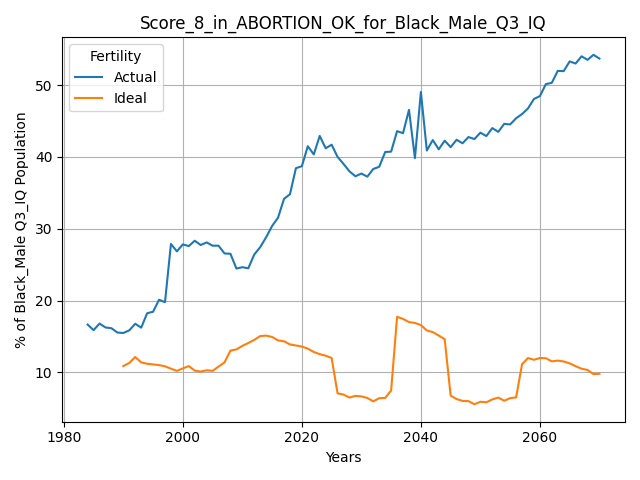 Score_8_in_ABORTION_OK_for_Black_Male_Q3_IQ
Fertility
Actual
Ideal
% of Black_Male Q3_IQ Population
50
40
30
20
10
1980
2000
2020
2040
2060
Years